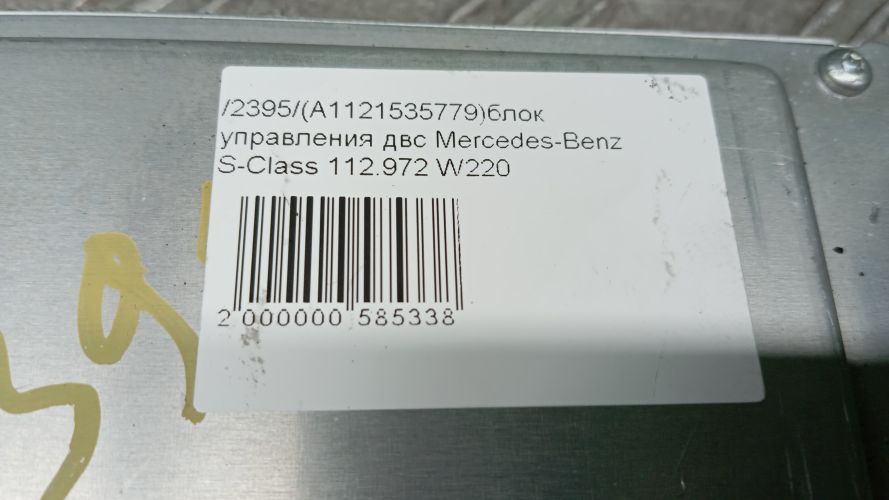 /2395/(A1121535779)блок
управления двс Mercedes-Benz
S-Class 112.972 W220
2 000000 585338